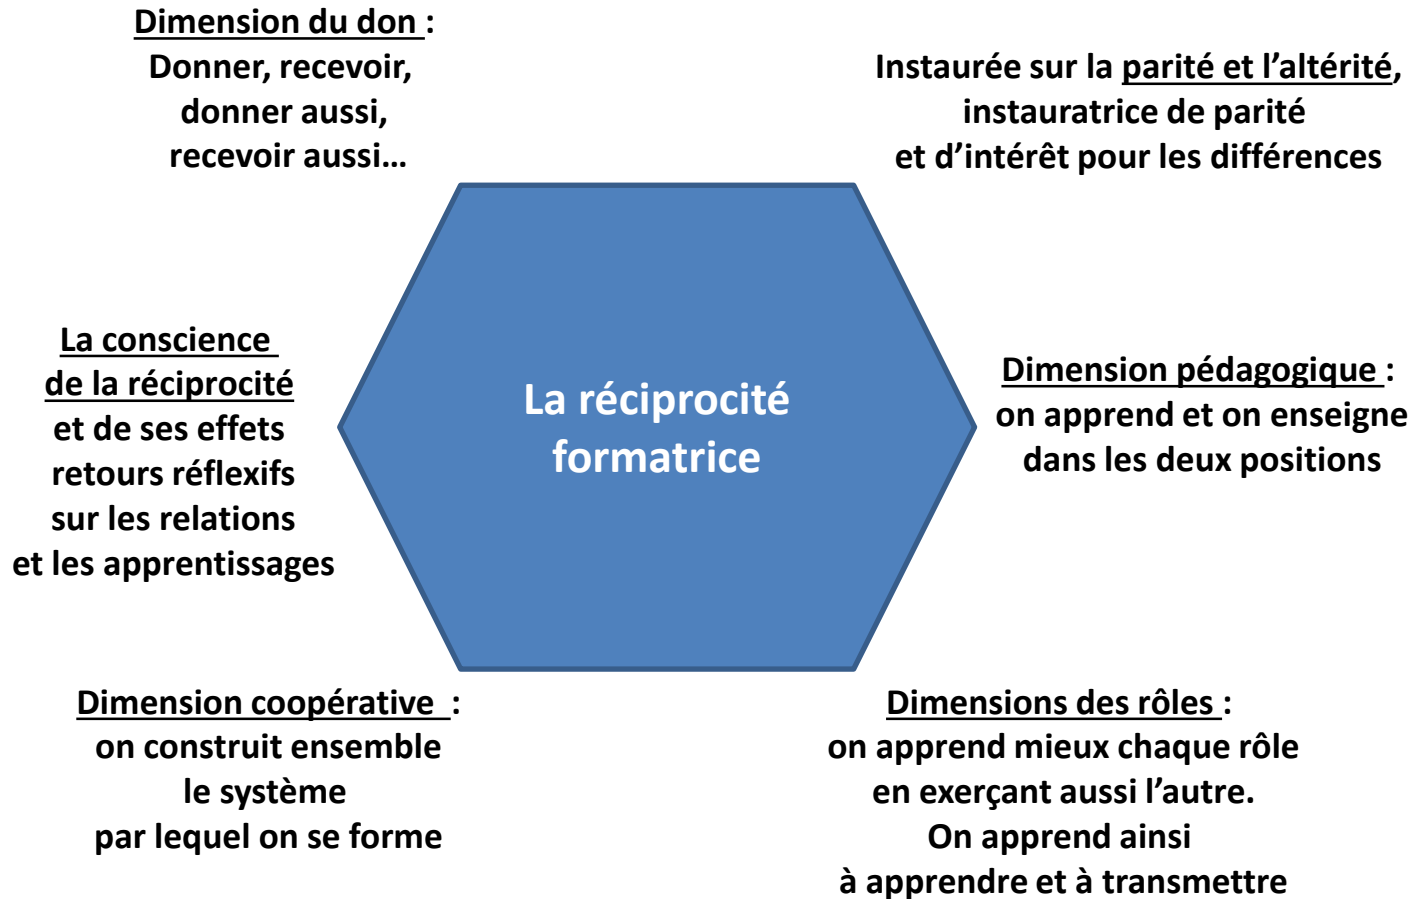 Dimension du don :
Donner, recevoir,
donner aussi,
recevoir aussi…
Instaurée sur la parité et l’altérité,
instauratrice de parité
et d’intérêt pour les différences
La conscience
de la réciprocité
et de ses effets
retours réflexifs
sur les relations
et les apprentissages
La réciprocité
formatrice
Dimension pédagogique :
on apprend et on enseigne
dans les deux positions
Dimension coopérative :
on construit ensemble
le système
par lequel on se forme
Dimensions des rôles :
on apprend mieux chaque rôle
en exerçant aussi l’autre.
On apprend ainsi
à apprendre et à transmettre